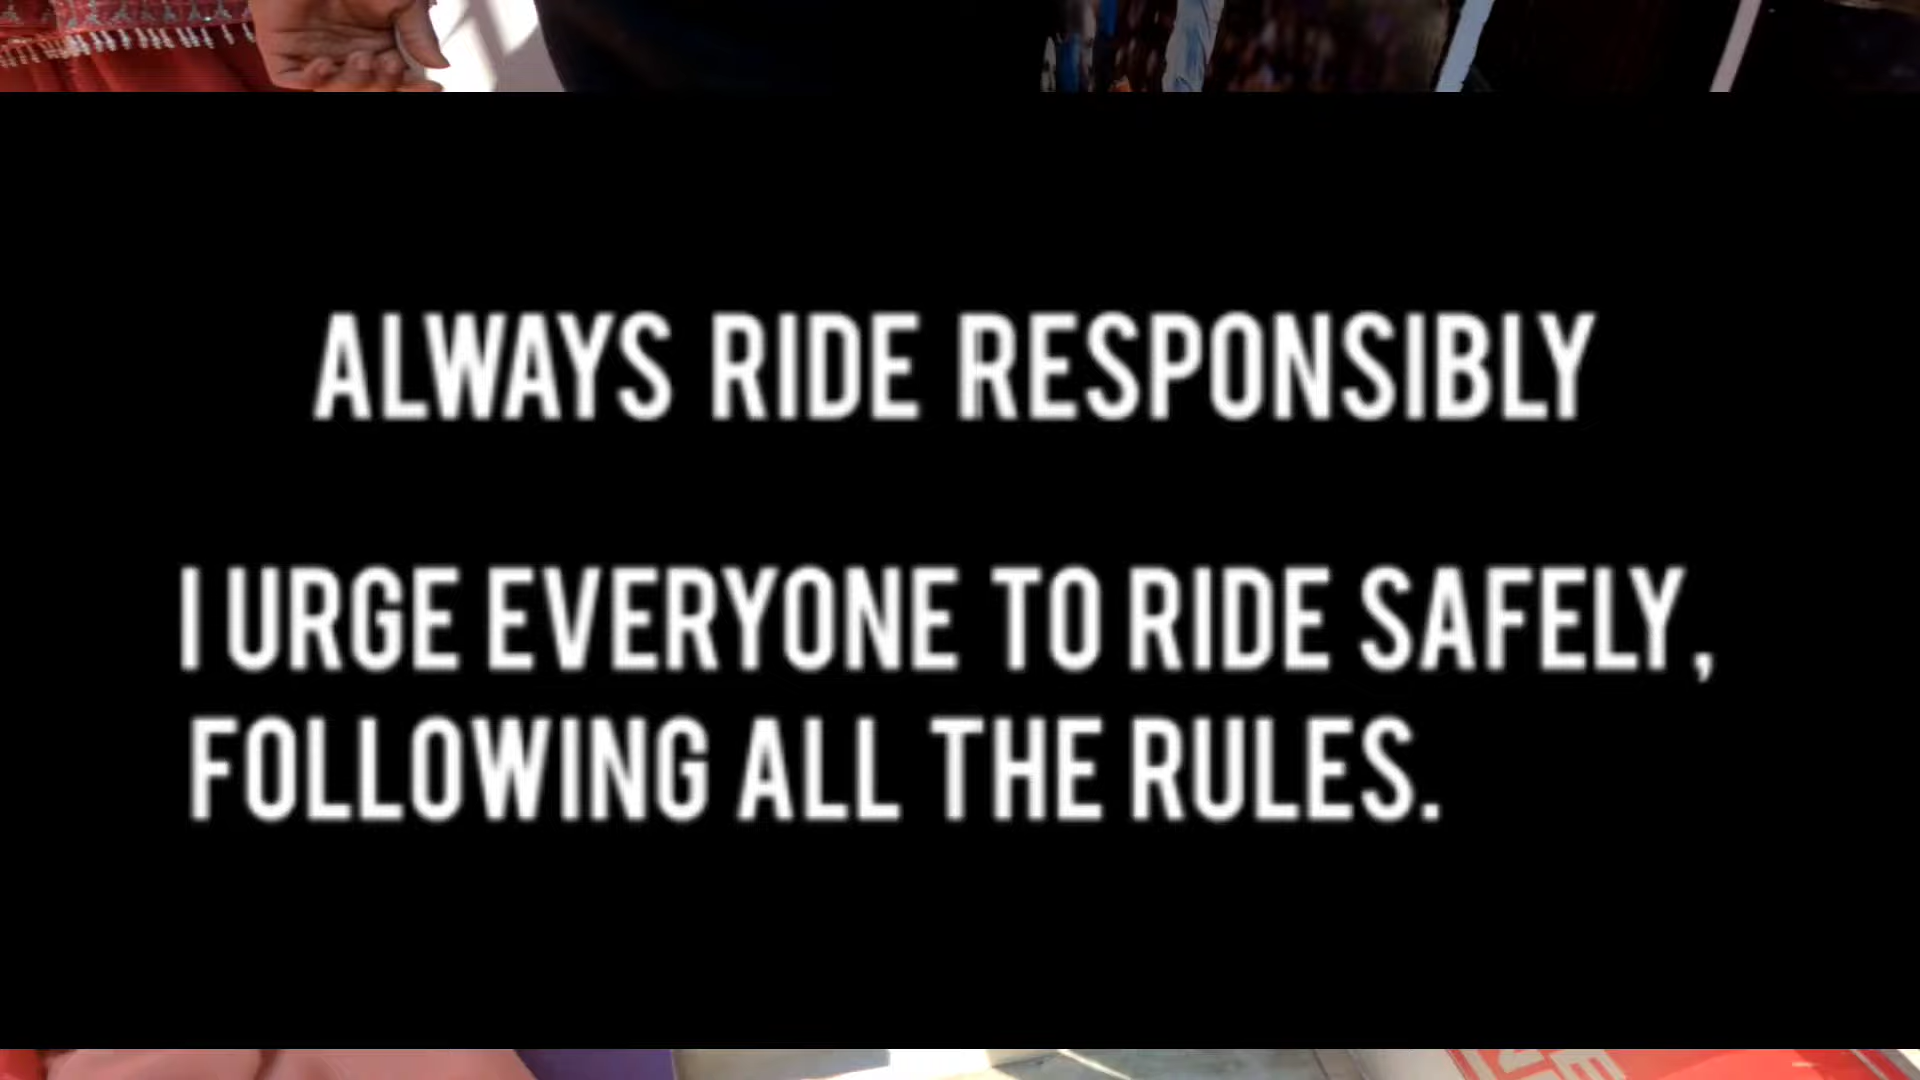 ALWAYS RIDE RESPONSIBLY
I URGE EVERYONE TO RIDE SAFELY,
FOLLOWING ALL THE RULES.